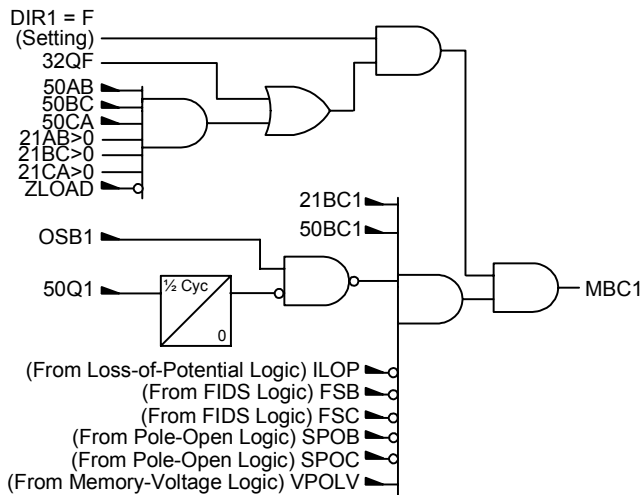 DIR1 = F
(Setting)
32QF
50AB
50BC
50CA
21AB>0
21BC>0
21CA>0
ZLOAD
21BC1
50BC1
OSB1
50Q1
½ Cyc
0
MBC1
(From Loss-of-Potential Logic) ILOP
(From FIDS Logic) FSB
(From FIDS Logic) FSC
(From Pole-Open Logic) SPOB
(From Pole-Open Logic) SPOC
(From Memory-Voltage Logic) VPOLV